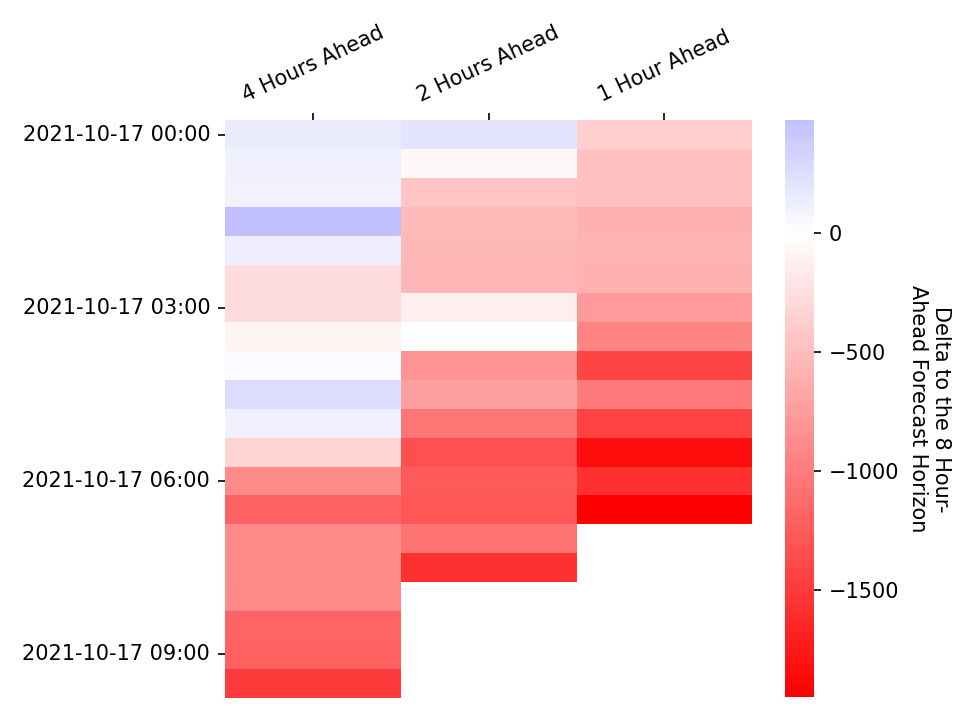 4 Hours Ahead
2 Hours Ahead
1 Hour Ahead
2021-10-17 00:00
2021-10-17 03:00
2021-10-17 06:00
2021-10-17 09:00
0
−500
−1000
−1500
Delta to the 8 Hour-
Ahead Forecast Horizon